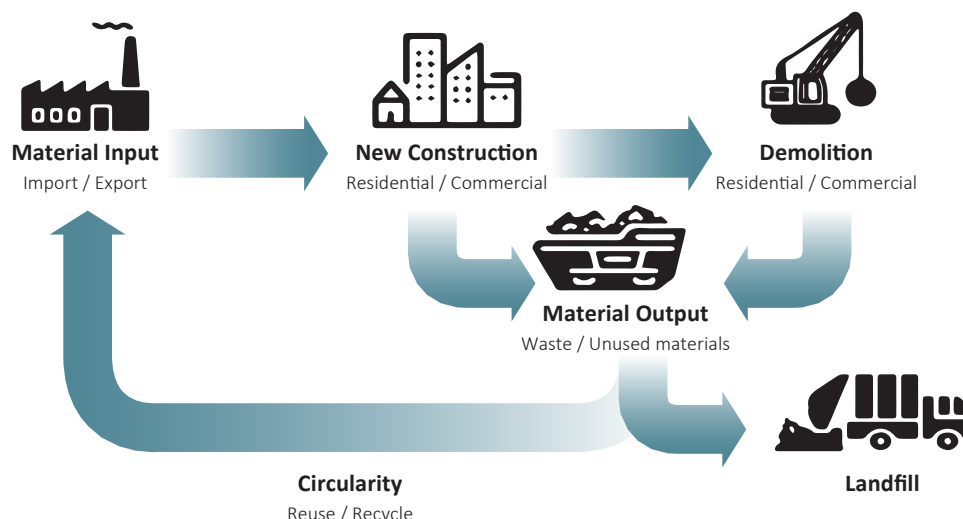 Material Input
Import / Export
New Construction
Residential / Commercial
Demolition
Residential / Commercial
Material Output
Waste / Unused materials
Circularity
Reuse / Recycle
Landfill